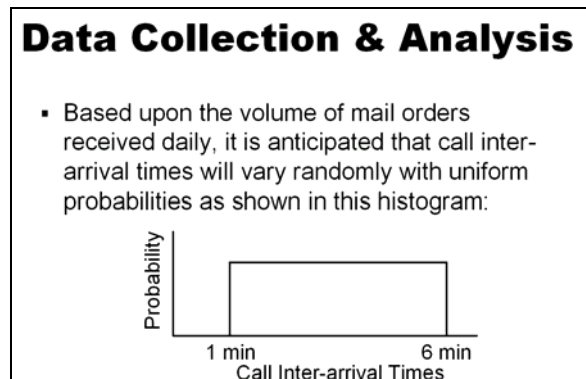 Data Collection & Analysis
▪ Based upon the volume of mail orders
received daily, it is anticipated that call inter-
arrival times will vary randomly with uniform
probabilities as shown in this histogram:
Probability
1 min 6 min
Call Inter-arrival Times